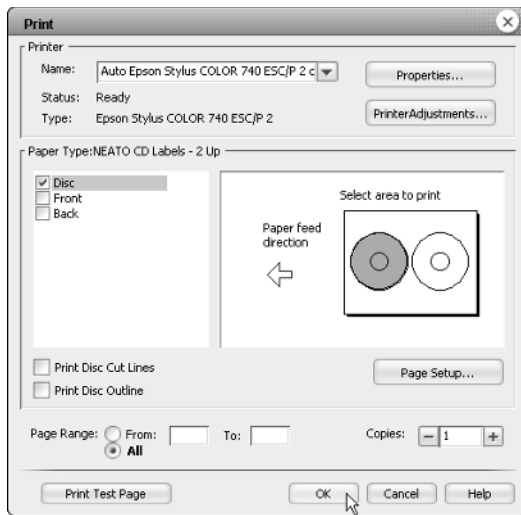 Print
Printer
Name: Auto Epson Stylus COLOR 740 ESC/P 2 c
Properties...
Status: Ready
Type: Epson Stylus COLOR 740 ESC/P 2
PrinterAdjustments...
Paper Type:NEATO CD Labels - 2 Up
Disc
Front
Back
Select area to print
Paper feed
direction
Print Disc Cut Lines
Print Disc Outline
Page Setup...
Page Range: From: To: Copies: 1
All
Print Test Page OK Cancel Help